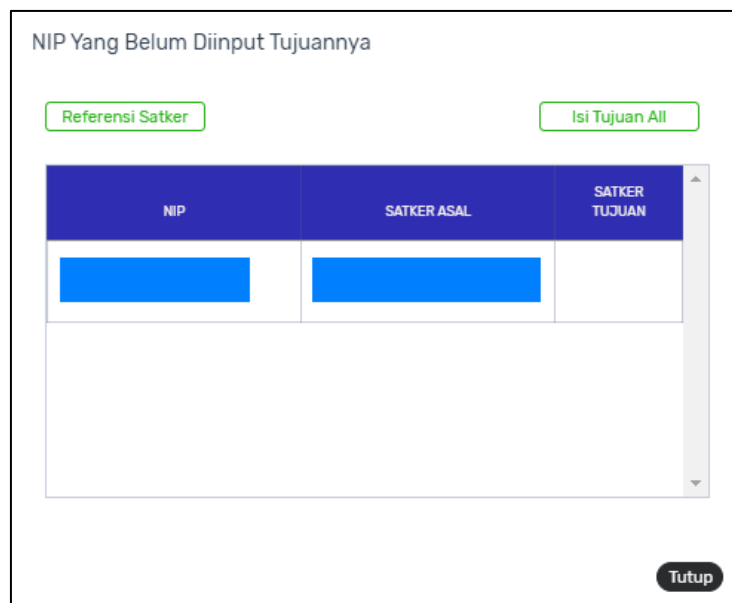 NIP Yang Belum Diinput Tujuannya
Referensi Satker
Isi Tujuan All
NIP
SATKER ASAL
SATKER
TUJUAN
Tutup